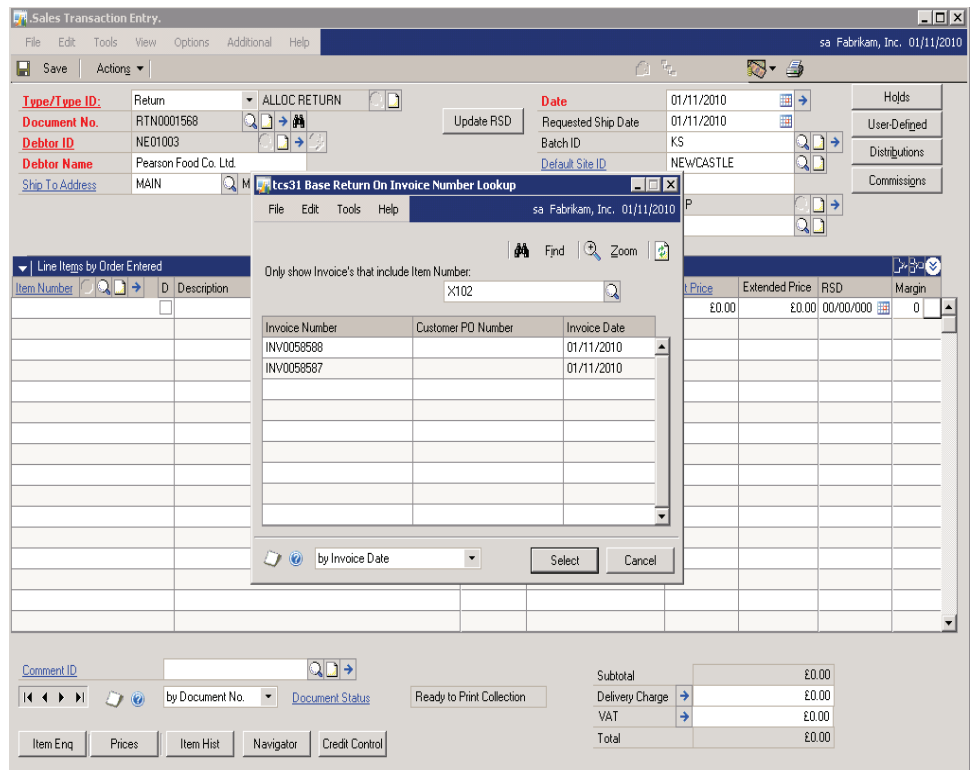 .Sales Transaction Entry.
File Edit Tools View Options Additional Help sa Fabrikam, Inc. 01/11/2010
Save Actions
Type/Type ID: Return ALLOC RETURN Date 01/11/2010 Holds
Document No. RTN0001568 Update RSD Requested Ship Date 01/11/2010 User-Defined
Debtor ID NE01003 Batch ID KS Distributions
Debtor Name Pearson Food Co. Ltd. Default Site ID NEWCASTLE Commissions
Ship To Address MAIN M
P
tcs31 Base Return On Invoice Number Lookup
File Edit Tools Help sa Fabrikam, Inc. 01/11/2010
Find Zoom
Only show Invoice's that include Item Number:
X102
Invoice Number Customer PO Number Invoice Date
INV0058588 01/11/2010
INV0058587 01/11/2010
by Invoice Date Select Cancel
Line Items by Order Entered
Item Number D Description t Price Extended Price RSD Margin
£0.00 £0.00 00/00/000 0
Comment ID
by Document No. Document Status Ready to Print Collection
Subtotal £0.00
Delivery Charge £0.00
VAT £0.00
Total £0.00
Item Enq Prices Item Hist Navigator Credit Control